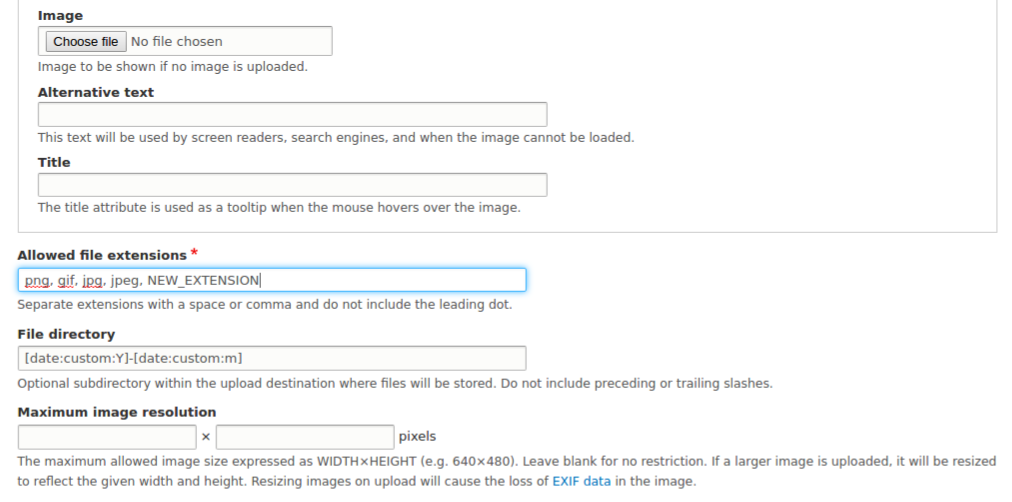 Image
Choose file No file chosen
Image to be shown if no image is uploaded.
Alternative text
This text will be used by screen readers, search engines, and when the image cannot be loaded.
Title
The title attribute is used as a tooltip when the mouse hovers over the image.
Allowed file extensions *
png, gif, jpg, jpeg, NEW_EXTENSION
Separate extensions with a space or comma and do not include the leading dot.
File directory
[date:custom:Y]-[date:custom:m]
Optional subdirectory within the upload destination where files will be stored. Do not include preceding or trailing slashes.
Maximum image resolution
× pixels
The maximum allowed image size expressed as WIDTH×HEIGHT (e.g. 640×480). Leave blank for no restriction. If a larger image is uploaded, it will be resized
to reflect the given width and height. Resizing images on upload will cause the loss of EXIF data in the image.